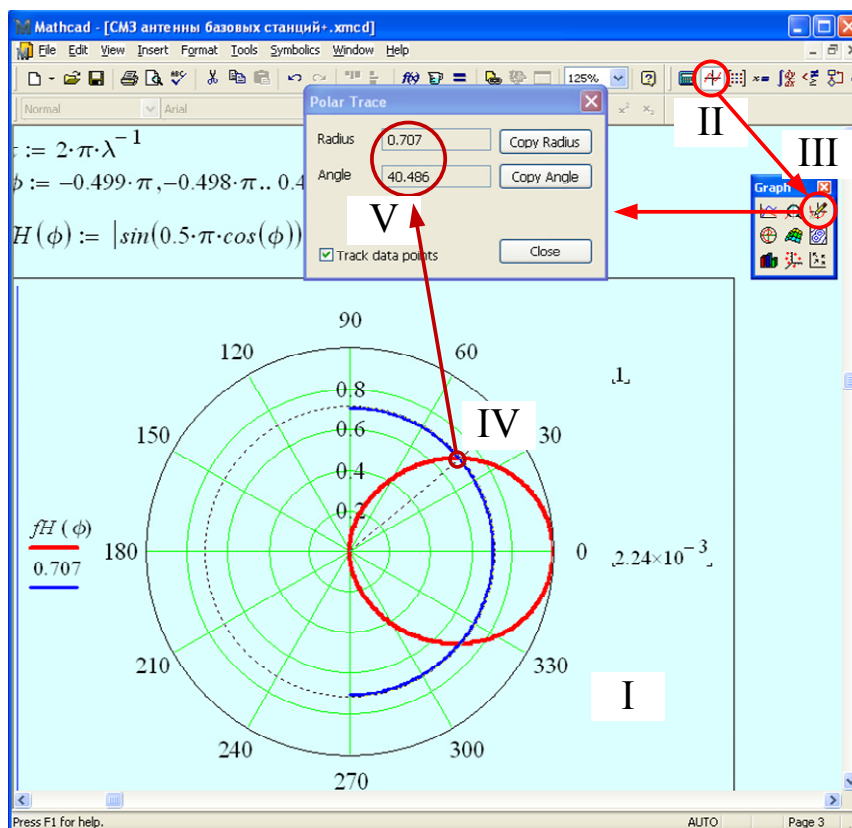 Mathcad - [СМЗ антенны базовых станций+.xmcd]
File Edit View Insert Format Tools Symbolics Window Help
125%
Normal Arial
II
III
Polar Trace
Radius 0.707 Copy Radius
Angle 40.486 Copy Angle
V
Track data points Close
Graph
:= 2·π·λ⁻¹
ϕ := −0.499·π,−0.498·π.. 0.4
H(ϕ) := |sin(0.5·π·cos(ϕ))
90
120 60
1
0.8
150 0.6 IV 30
0.4
0.2
fH(ϕ)
180 0 2.24×10⁻³
0.707
210 330
I
240 300
270
Press F1 for help. AUTO Page 3